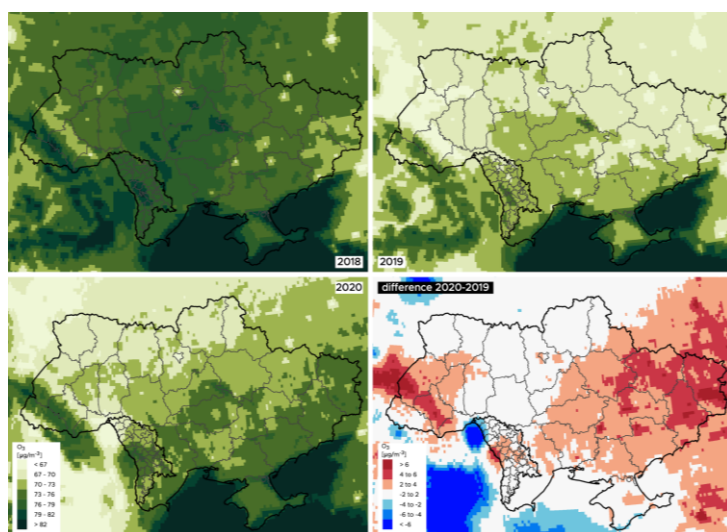 2018
2019
2020
O₃
[µg/m⁻³]
< 67
67 - 70
70 - 73
73 - 76
76 - 79
79 - 82
> 82
difference 2020-2019
O₃
[µg/m⁻³]
> 6
4 to 6
2 to 4
-2 to 2
-4 to -2
-6 to -4
< -6